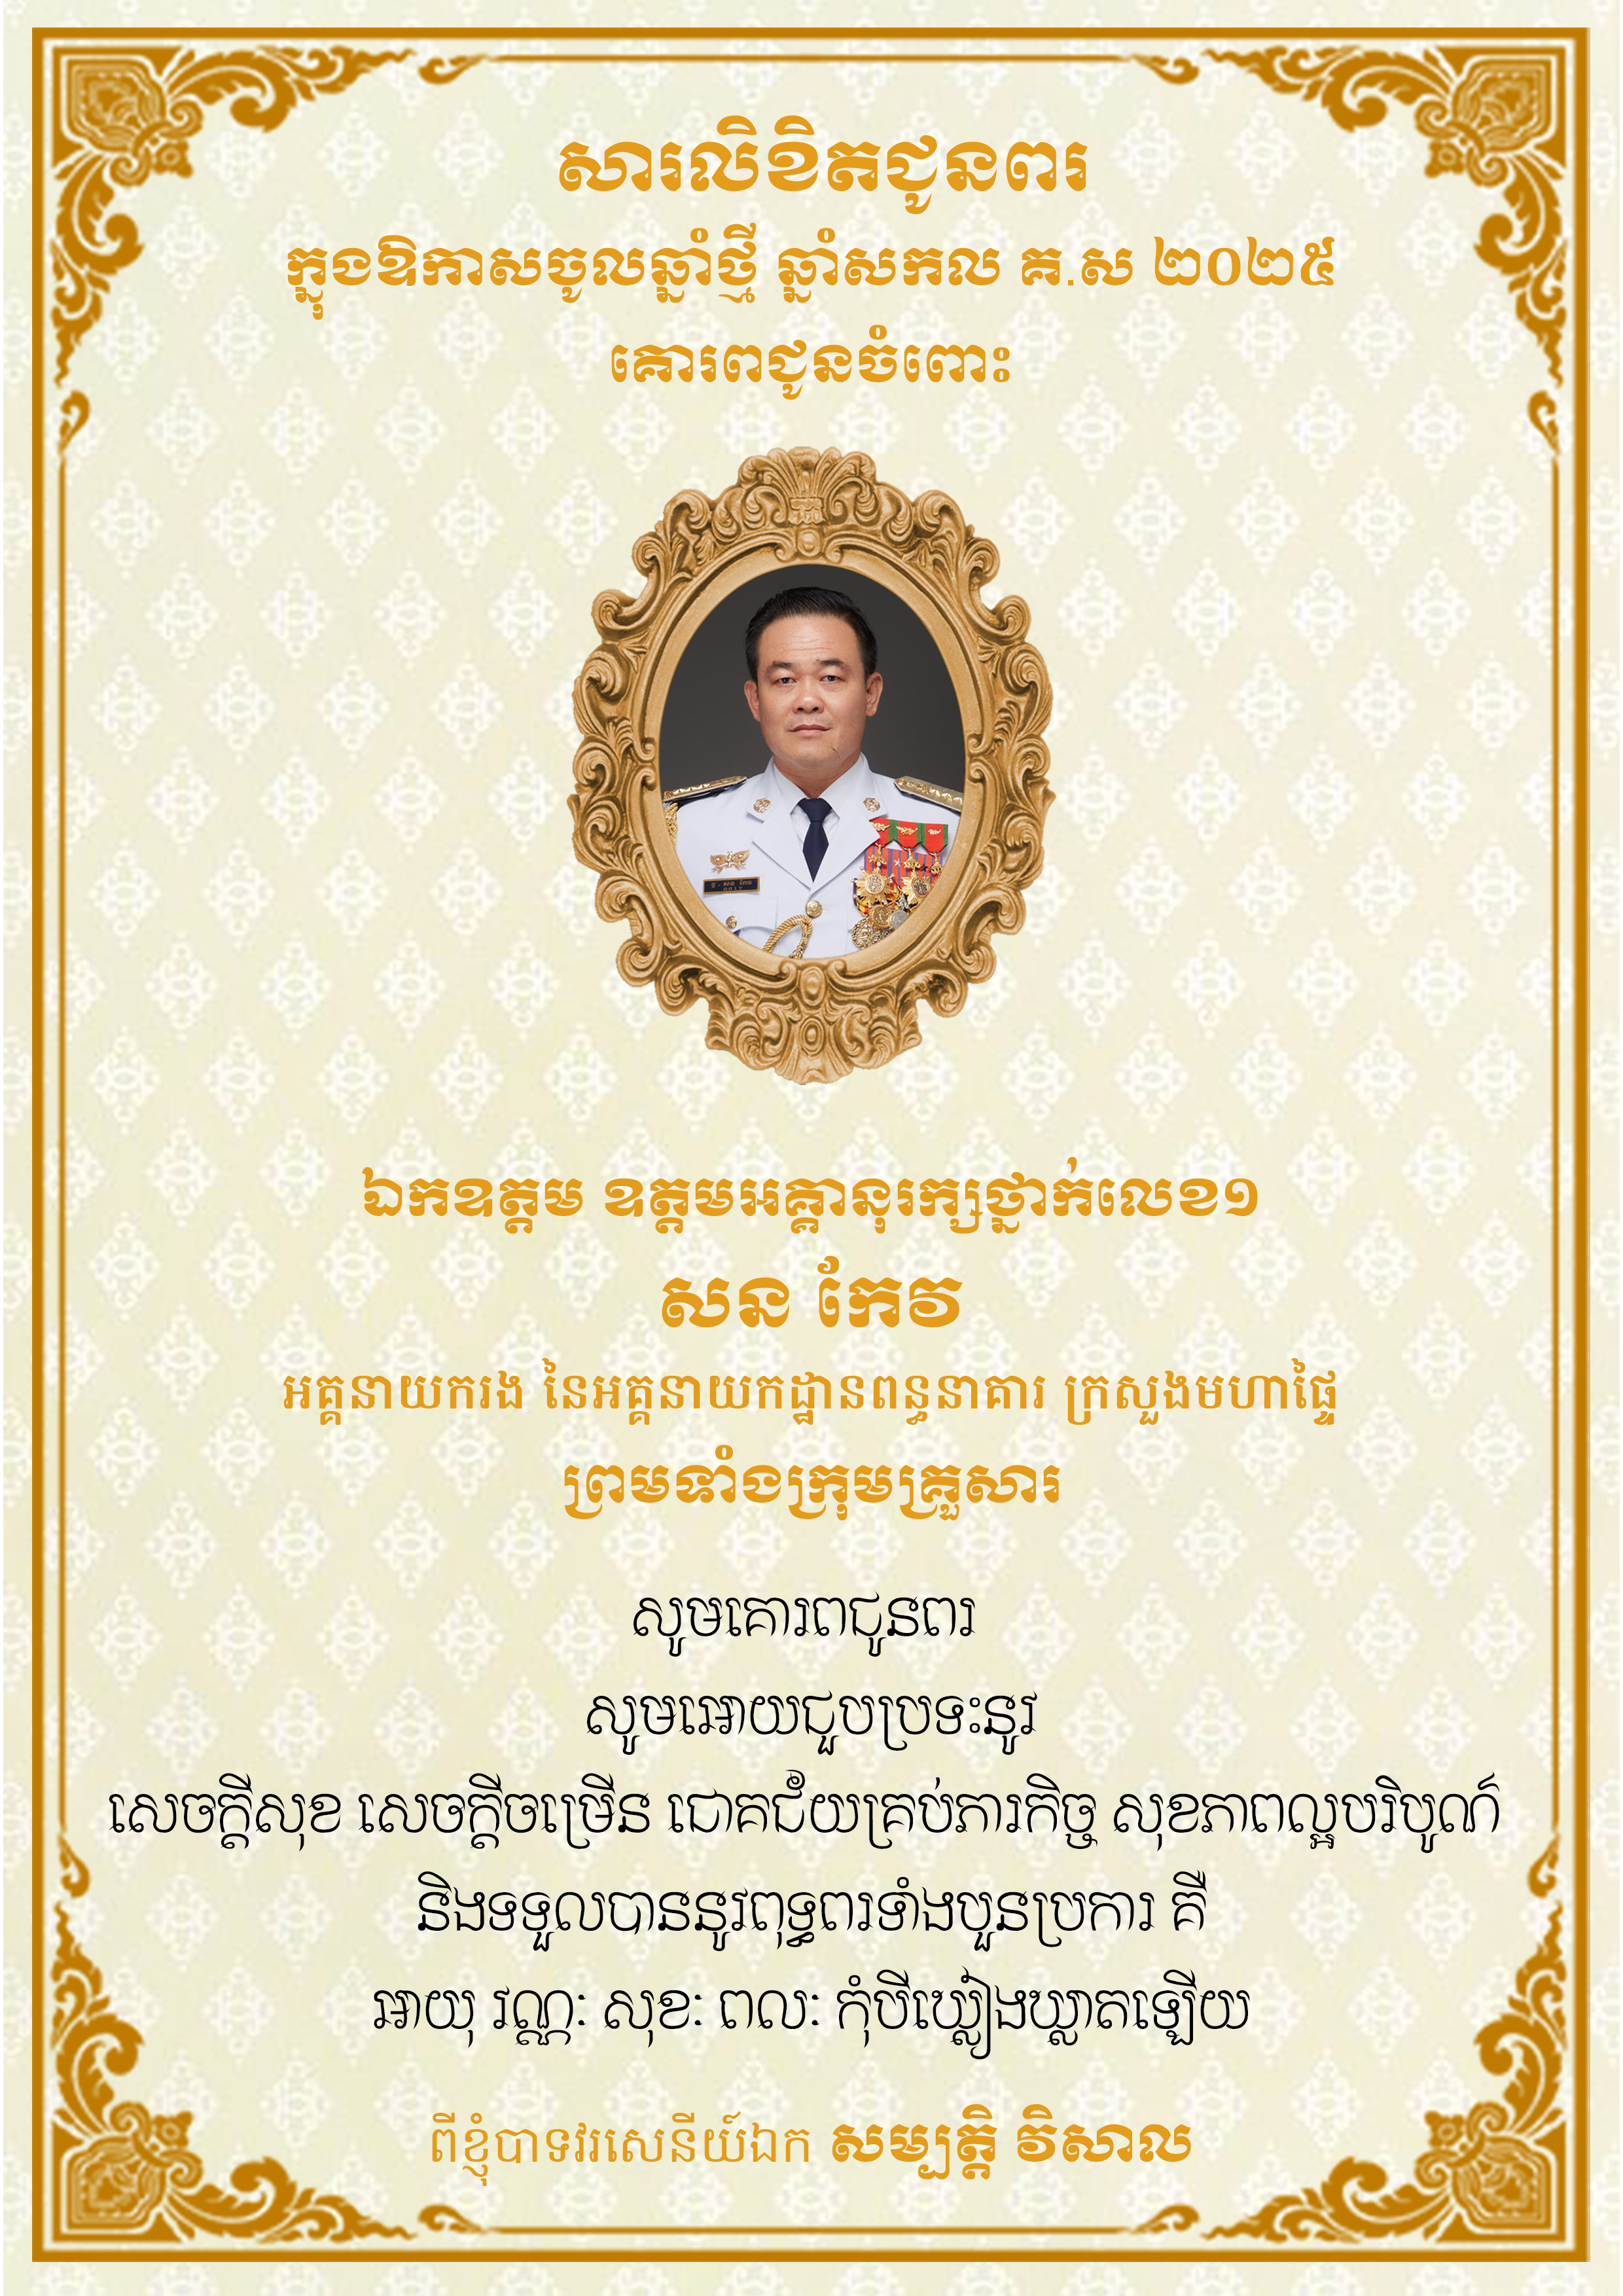 សារលិខិតជូនពរ
ក្នុងឱកាសចូលឆ្នាំថ្មី ឆ្នាំសកល គ.ស ២០២៥
គោរពជូនចំពោះ
ឯកឧត្តម ឧត្តមអគ្គានុរក្សថ្នាក់លេខ១
សន កែវ
អគ្គនាយករង នៃអគ្គនាយកដ្ឋានពន្ធនាគារ ក្រសួងមហាផ្ទៃ
ព្រមទាំងក្រុមគ្រួសារ
សូមគោរពជូនពរ
សូមអោយជួបប្រទះនូវ
សេចក្ដីសុខ សេចក្ដីចម្រើន ជោគជ័យគ្រប់ភារកិច្ច សុខភាពល្អបរិបូណ៌
និងទទួលបាននូវពុទ្ធពរទាំងបួនប្រការ គឺ
អាយុ វណ្ណៈ សុខៈ ពលៈ កុំបីឃ្លៀងឃ្លាតឡើយ
ពីខ្ញុំបាទវរសេនីយ៍ឯក សម្បត្តិ វិសាល